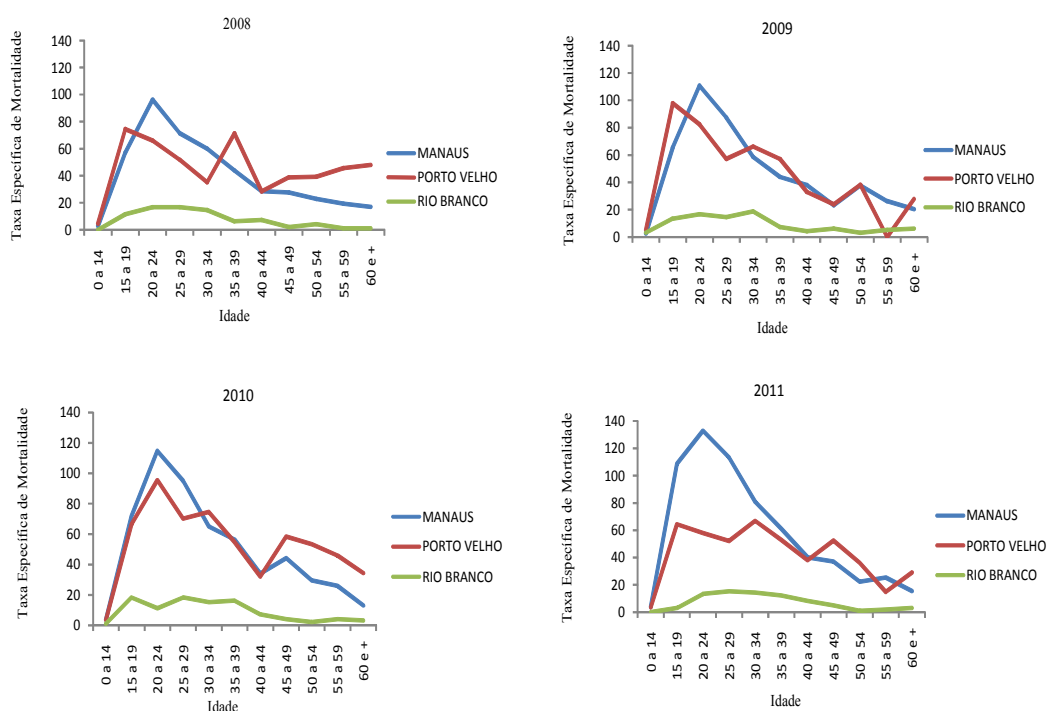 2008
Taxa Específica de Mortalidade
140
120
100
80
60
40
20
0
0 a 14
15 a 19
20 a 24
25 a 29
30 a 34
35 a 39
40 a 44
45 a 49
50 a 54
55 a 59
60 e +
Idade
MANAUS
PORTO VELHO
RIO BRANCO
2009
Taxa Específica de Mortalidade
140
120
100
80
60
40
20
0
0 a 14
15 a 19
20 a 24
25 a 29
30 a 34
35 a 39
40 a 44
45 a 49
50 a 54
55 a 59
60 e +
Idade
MANAUS
PORTO VELHO
RIO BRANCO
2010
Taxa Específica de Mortalidade
140
120
100
80
60
40
20
0
0 a 14
15 a 19
20 a 24
25 a 29
30 a 34
35 a 39
40 a 44
45 a 49
50 a 54
55 a 59
60 e +
Idade
MANAUS
PORTO VELHO
RIO BRANCO
2011
Taxa Específica de Mortalidade
140
120
100
80
60
40
20
0
0 a 14
15 a 19
20 a 24
25 a 29
30 a 34
35 a 39
40 a 44
45 a 49
50 a 54
55 a 59
60 e +
Idade
MANAUS
PORTO VELHO
RIO BRANCO